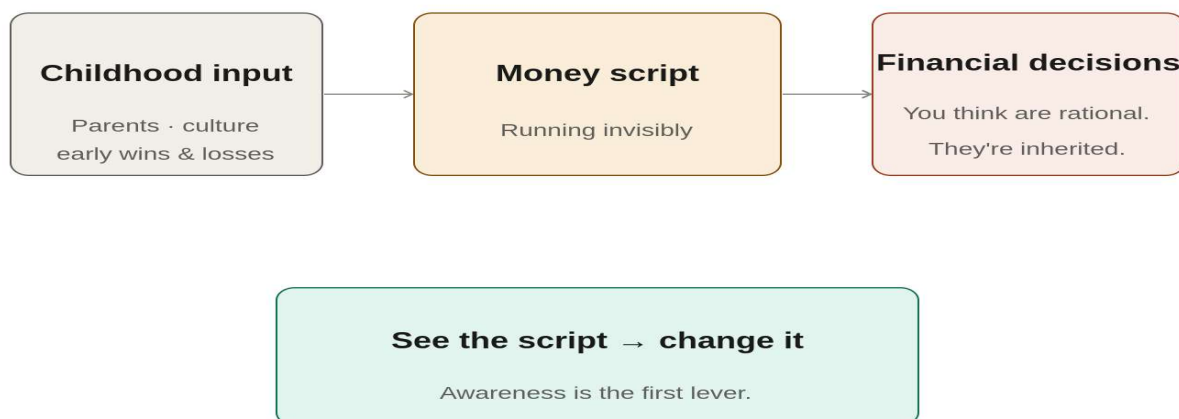 Childhood input
Parents · culture
early wins & losses
Money script
Running invisibly
Financial decisions
You think are rational.
They're inherited.
See the script → change it
Awareness is the first lever.